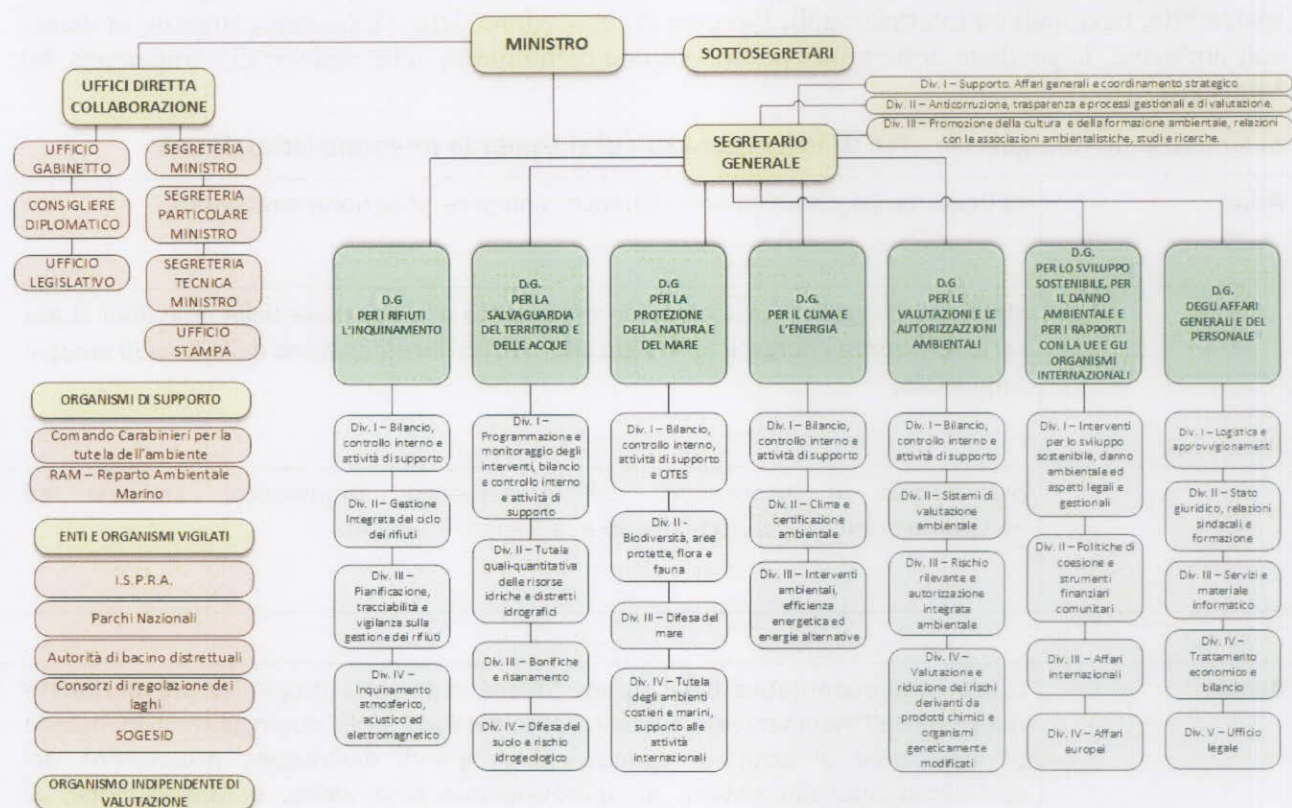 MINISTRO
SOTTOSEGRETARI
UFFICI DIRETTA
COLLABORAZIONE
Div. I – Supporto. Affari generali e coordinamento strategico
Div. II – Anticorruzione, trasparenza e processi gestionali e di valutazione.
Div. III – Promozione della cultura e della formazione ambientale, relazioni
con le associazioni ambientalistiche, studi e ricerche.
SEGRETARIO
GENERALE
UFFICIO
GABINETTO
SEGRETERIA
MINISTRO
CONSIGLIERE
DIPLOMATICO
SEGRETERIA
PARTICOLARE
MINISTRO
UFFICIO
LEGISLATIVO
SEGRETERIA
TECNICA
MINISTRO
UFFICIO
STAMPA
ORGANISMI DI SUPPORTO
Comando Carabinieri per la
tutela dell'ambiente
RAM – Reparto Ambientale
Marino
ENTI E ORGANISMI VIGILATI
I.S.P.R.A.
Parchi Nazionali
Autorità di bacino distrettuali
Consorzi di regolazione dei
laghi
SOGESID
ORGANISMO INDIPENDENTE DI
VALUTAZIONE
D.G
PER I RIFIUTI E
L'INQUINAMENTO
Div. I – Bilancio,
controllo interno e
attività di supporto
Div. II – Gestione
Integrata del ciclo
dei rifiuti
Div. III –
Pianificazione,
tracciabilità e
vigilanza sulla
gestione dei rifiuti
Div. IV –
Inquinamento
atmosferico,
acustico ed
elettromagnetico
D.G.
PER LA
SALVAGUARDIA
DEL TERRITORIO E
DELLE ACQUE
Div. I –
Programmazione e
monitoraggio degli
interventi, bilancio
e controllo interno
e attività di
supporto
Div. II – Tutela
quali-quantitativa
delle risorse
idriche e distretti
idrografici
Div. III – Bonifiche
e risanamento
Div. IV – Difesa del
suolo e rischio
idrogeologico
D.G
PER LA
PROTEZIONE
DELLA NATURA E
DEL MARE
Div. I – Bilancio,
controllo interno,
attività di supporto
e CITES
Div. II -
Biodiversità, aree
protette, flora e
fauna
Div. III – Difesa del
mare
Div. IV – Tutela
degli ambienti
costieri e marini,
supporto alle
attività
internazionali
D.G.
PER IL CLIMA E
L'ENERGIA
Div. I – Bilancio,
controllo interno e
attività di supporto
Div. II – Clima e
certificazione
ambientale
Div. III – Interventi
ambientali,
efficienza
energetica ed
energie alternative
D.G
PER LE
VALUTAZIONI E LE
AUTORIZZAZZIONI
AMBIENTALI
Div. I – Bilancio,
controllo interno e
attività di supporto
Div. II – Sistemi di
valutazione
ambientale
Div. III – Rischio
rilevante e
autorizzazione
integrata
ambientale
Div. IV –
Valutazione e
riduzione dei rischi
derivanti da
prodotti chimici e
organismi
geneticamente
modificati
D.G.
PER LO SVILUPPO
SOSTENIBILE, PER
IL DANNO
AMBIENTALE E
PER I RAPPORTI
CON LA UE E GLI
ORGANISMI
INTERNAZIONALI
Div. I – Interventi
per lo sviluppo
sostenibile, danno
ambientale ed
aspetti legali e
gestionali
Div. II – Politiche di
coesione e
strumenti
finanziari
comunitari
Div. III – Affari
internazionali
Div. IV – Affari
europei
D.G.
DEGLI AFFARI
GENERALI E DEL
PERSONALE
Div. I – Logistica e
approvvigionamenti
Div. II – Stato
giuridico, relazioni
sindacali e
formazione
Div. III – Servizi e
materiale
informatico
Div. IV –
Trattamento
economico e
bilancio
Div. V – Ufficio
legale